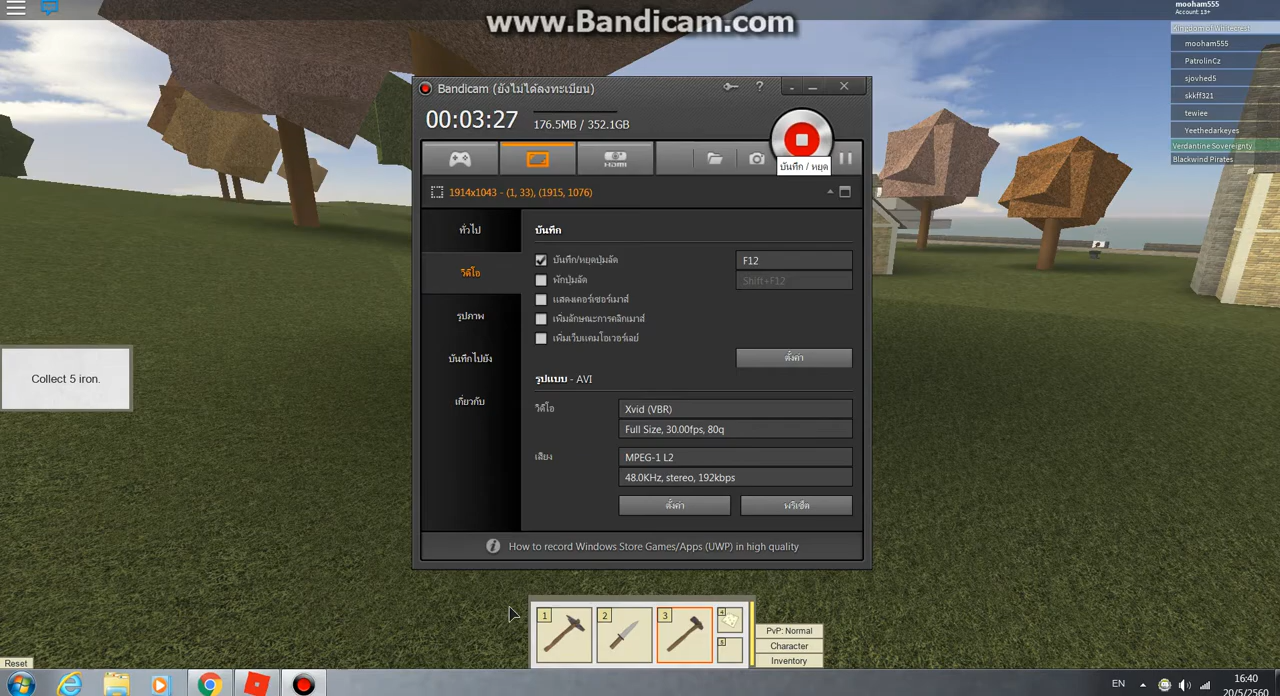 www.Bandicam.com
mooham555
Account: 13+
Kingdom of Whitecrest
mooham555
PatrolinCz
sjovhed5
skkff321
tewiee
Yeethedarkeyes
Verdantine Sovereignty
Blackwind Pirates
Bandicam (ยังไม่ได้ลงทะเบียน)
00:03:27
176.5MB / 352.1GB
HDMI
บันทึก / หยุด
1914x1043 - (1, 33), (1915, 1076)
ทั่วไป
วิดีโอ
รูปภาพ
บันทึกไปยัง
เกี่ยวกับ
บันทึก
บันทึก/หยุดปุ่มลัด
F12
พักปุ่มลัด
Shift+F12
แสดงเคอร์เซอร์เมาส์
เพิ่มลักษณะการคลิกเมาส์
เพิ่มเว็บแคมโอเวอร์เลย์
ตั้งค่า
รูปแบบ - AVI
วิดีโอ
Xvid (VBR)
Full Size, 30.00fps, 80q
เสียง
MPEG-1 L2
48.0KHz, stereo, 192kbps
ตั้งค่า
พรีเซ็ต
How to record Windows Store Games/Apps (UWP) in high quality
Collect 5 iron.
1
2
3
4
5
PvP: Normal
Character
Inventory
Reset
EN
16:40
20/5/2560